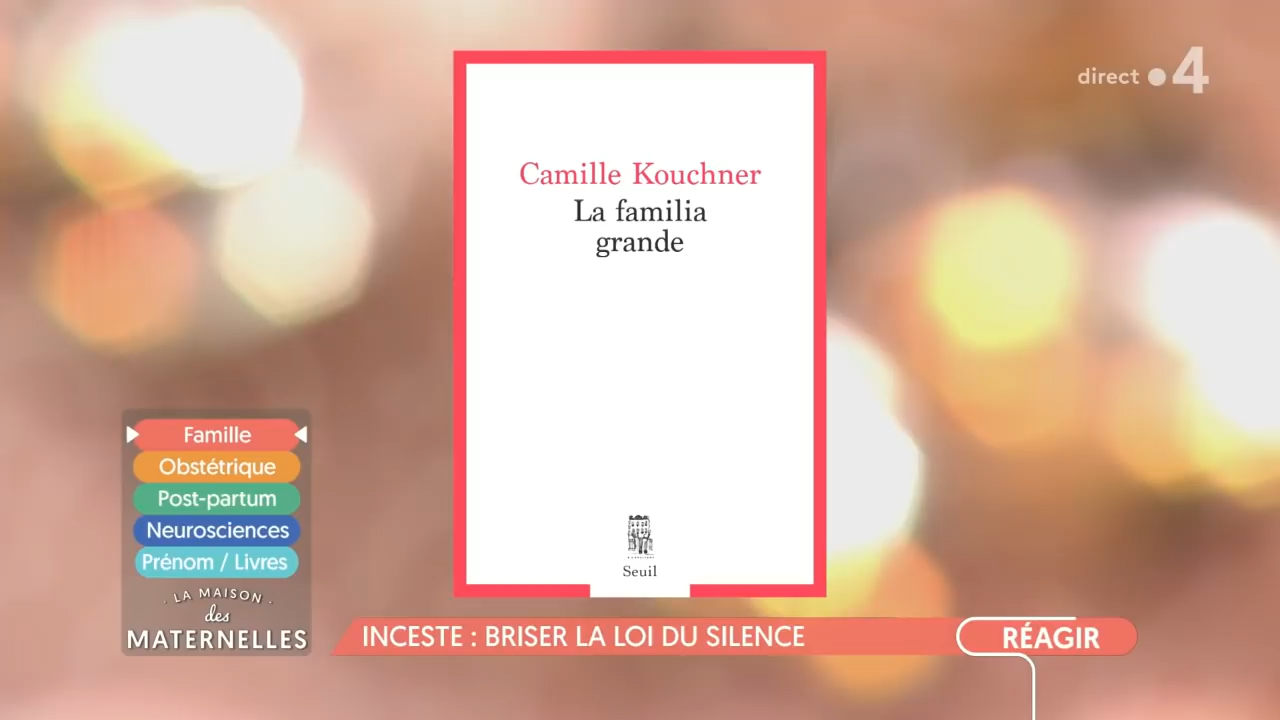 direct 4
Camille Kouchner
La familia
grande
Seuil
Famille
Obstétrique
Post-partum
Neurosciences
Prénom / Livres
. LA MAISON .
des
MATERNELLES
INCESTE : BRISER LA LOI DU SILENCE
RÉAGIR